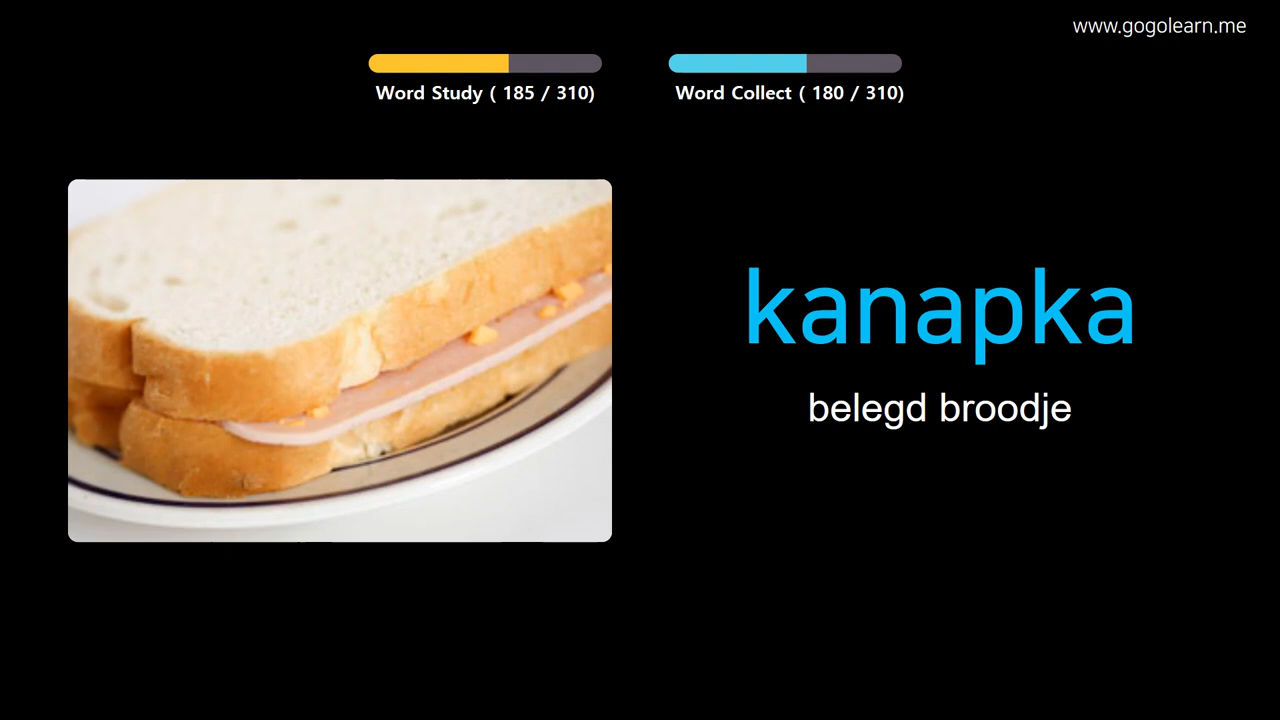 www.gogolearn.me
Word Study ( 185 / 310)
Word Collect ( 180 / 310)
kanapka
belegd broodje